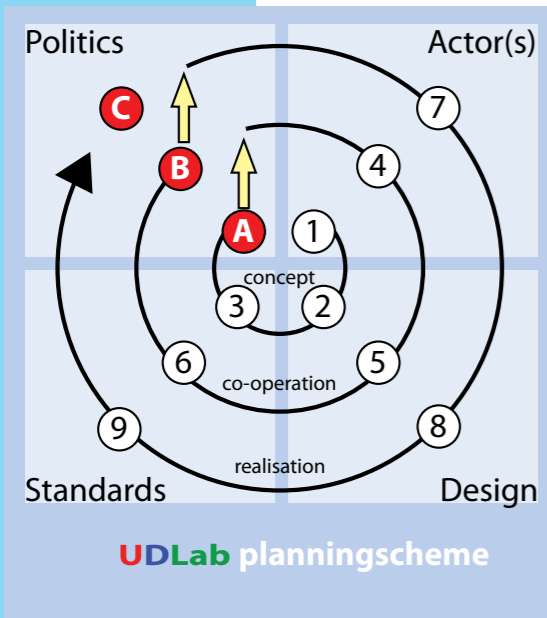 Politics
Actor(s)
C
7
B
4
A
1
concept
3
2
6
5
co-operation
9
8
realisation
Standards
Design
UDLab planningscheme